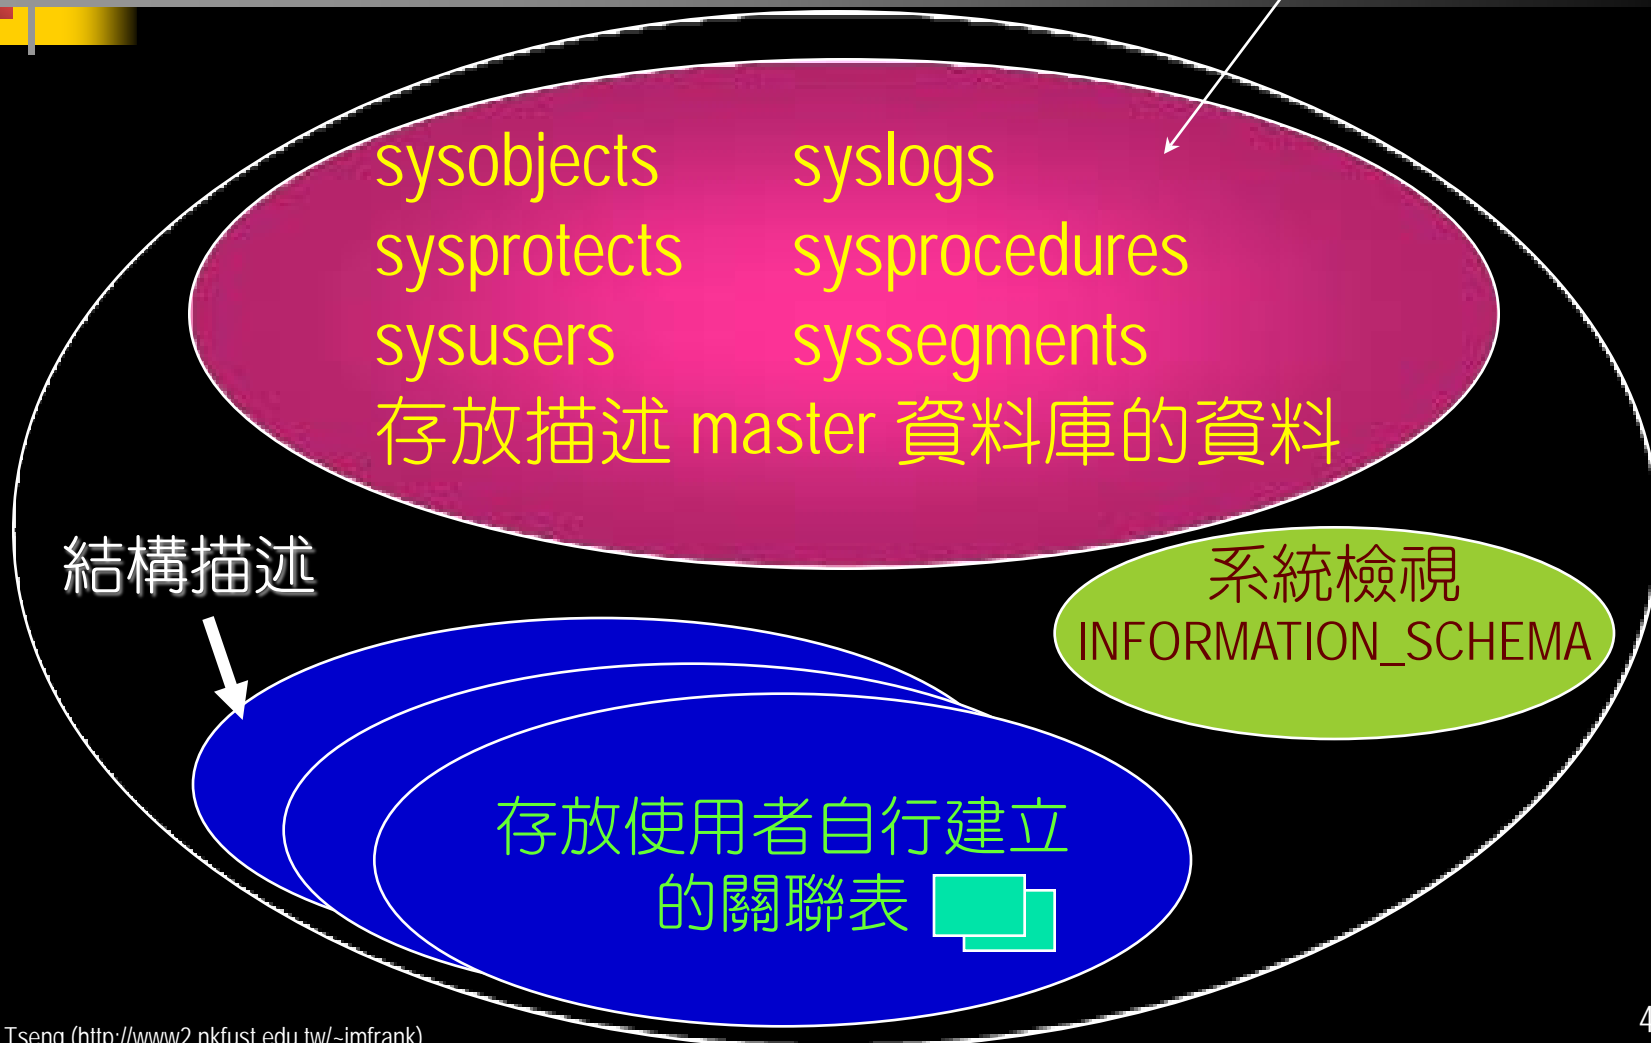 sysobjects syslogs
sysprotects sysprocedures
sysusers syssegments
存放描述 master 資料庫的資料
結構描述
系統檢視
INFORMATION_SCHEMA
存放使用者自行建立
的關聯表
Tseng (http://www2.nkfust.edu.tw/~imfrank)
4